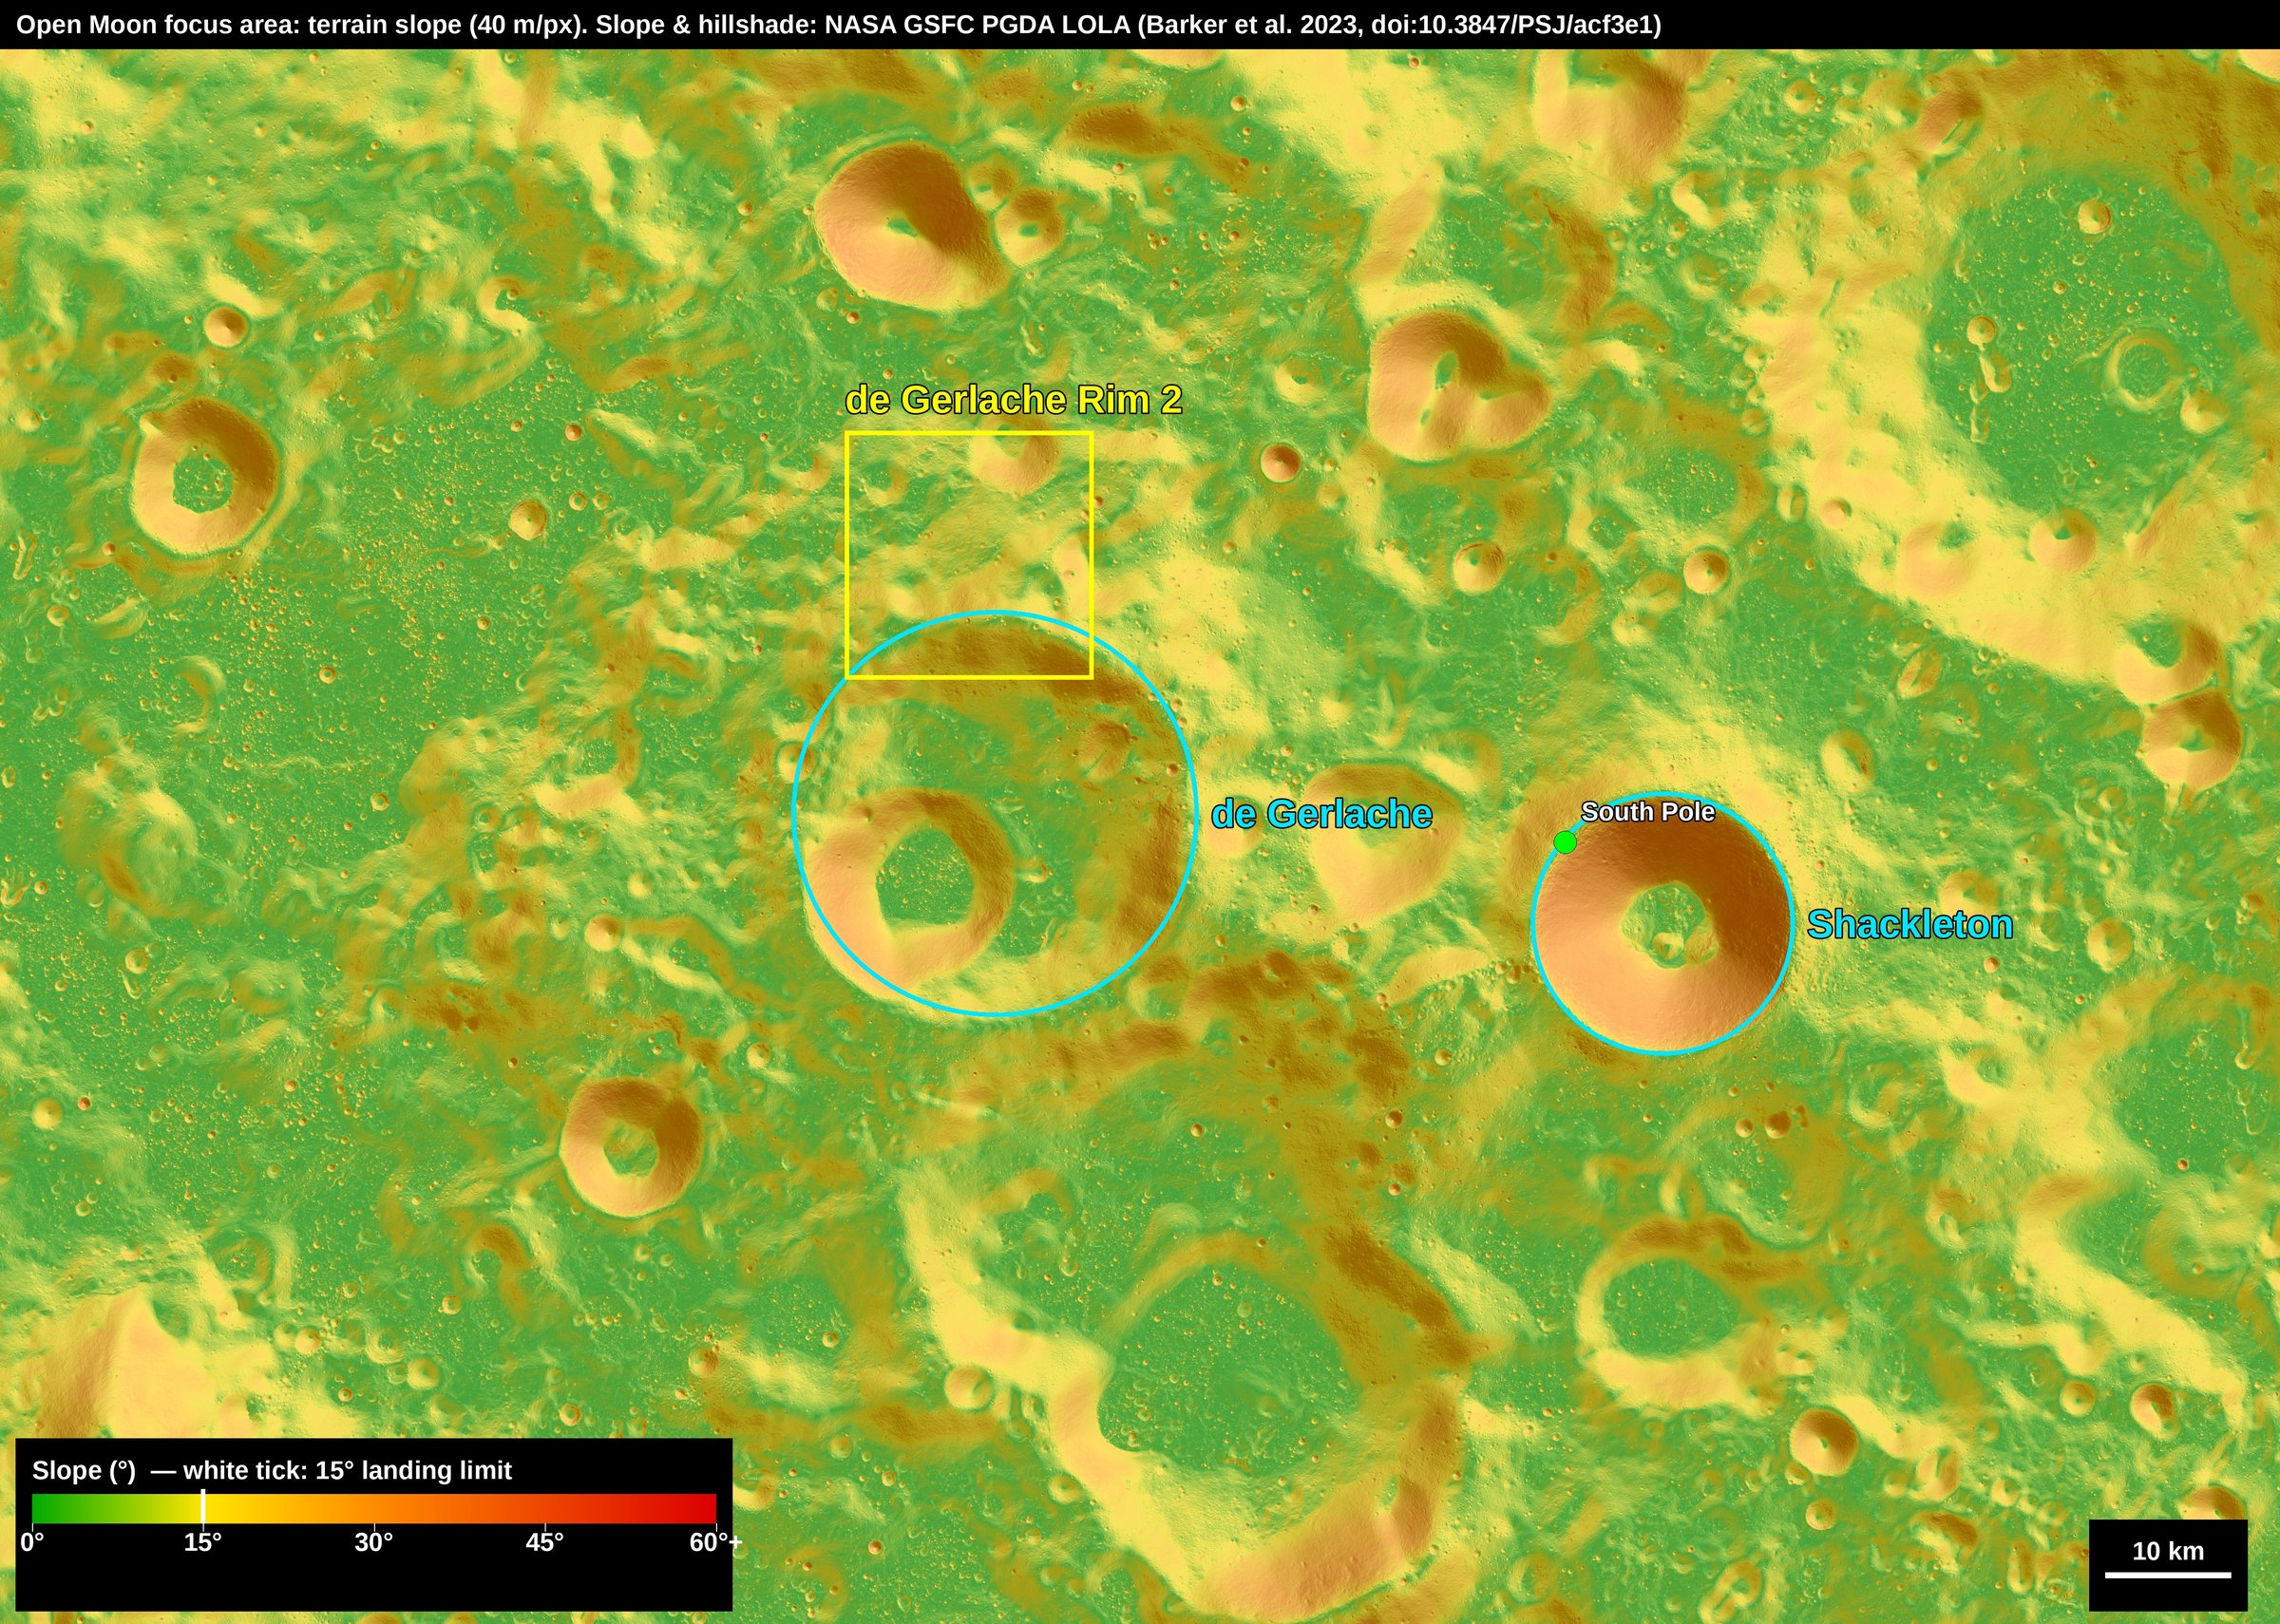 Open Moon focus area: terrain slope (40 m/px). Slope & hillshade: NASA GSFC PGDA LOLA (Barker et al. 2023, doi:10.3847/PSJ/acf3e1)
de Gerlache Rim 2
South Pole
de Gerlache
Shackleton
Slope (°) — white tick: 15° landing limit
0° 15° 30° 45° 60°+
10 km